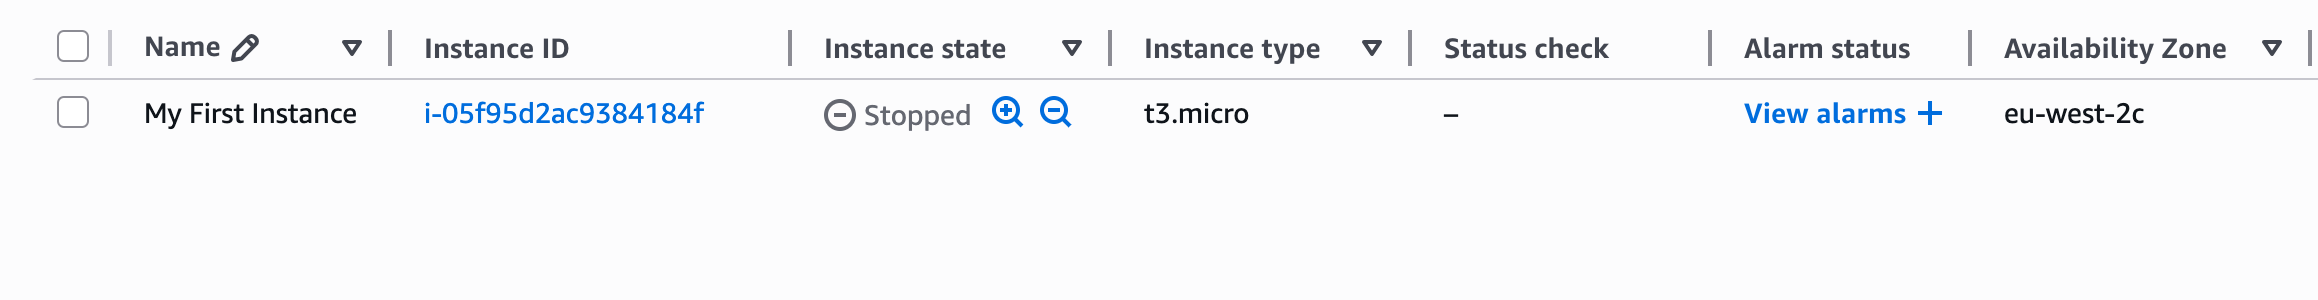 Name Instance ID Instance state Instance type Status check Alarm status Availability Zone
My First Instance i-05f95d2ac9384184f Stopped t3.micro – View alarms + eu-west-2c